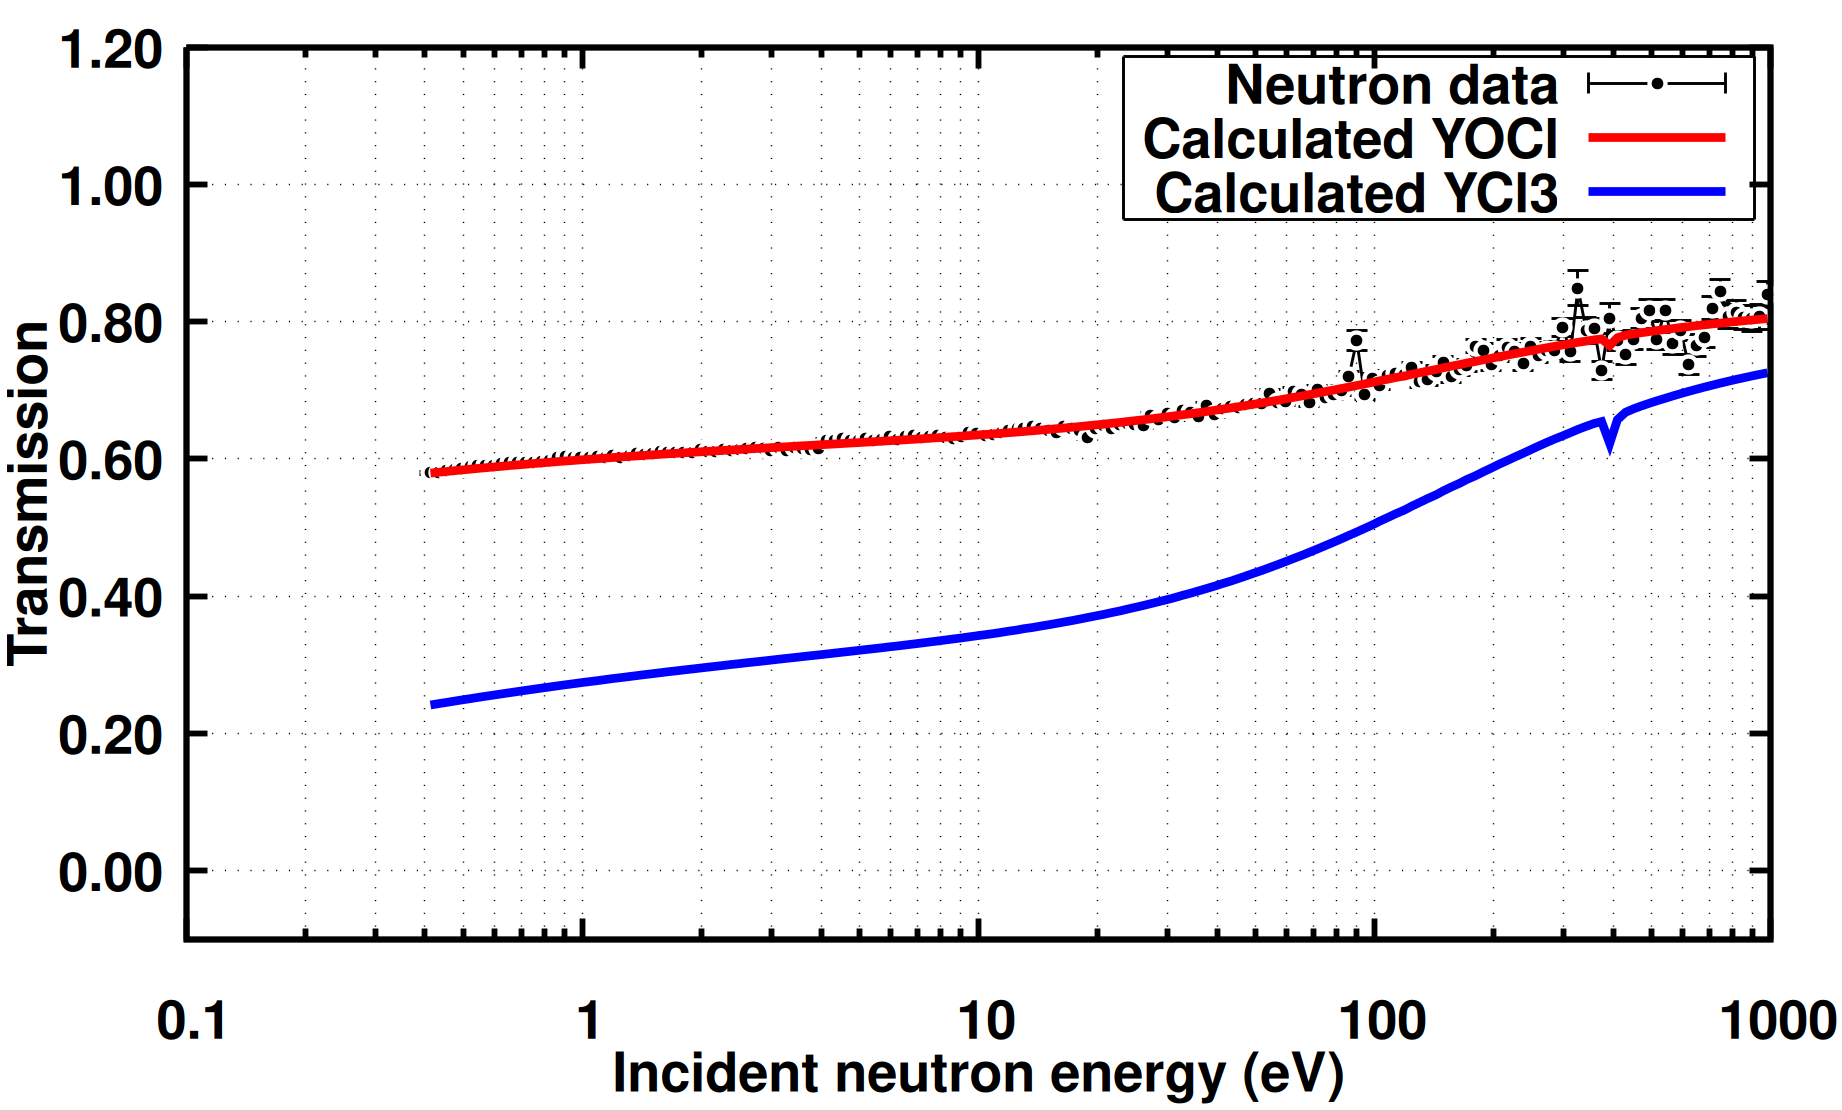 1.20
1.00
0.80
0.60
0.40
0.20
0.00
Transmission
Neutron data
Calculated YOCl
Calculated YCl3
0.1 1 10 100 1000
Incident neutron energy (eV)